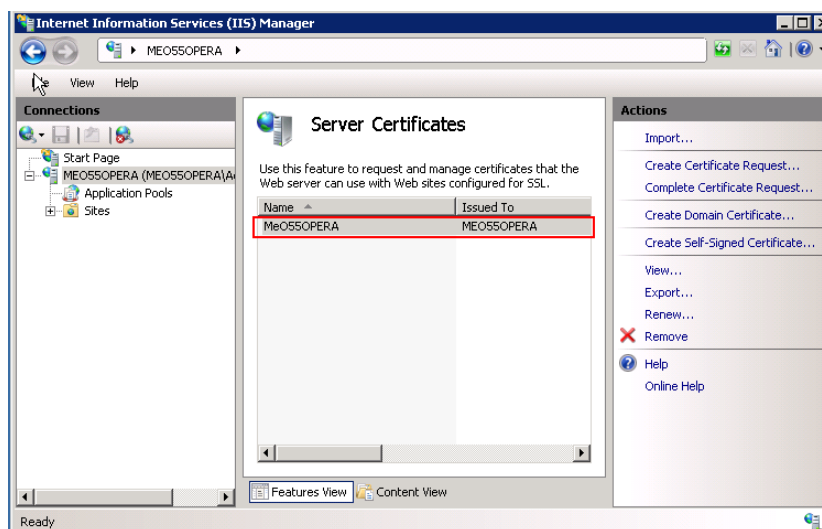 Internet Information Services (IIS) Manager
MEO55OPERA
View Help
Connections
Start Page
MEO55OPERA (MEO55OPERA\A
Application Pools
Sites
Server Certificates
Use this feature to request and manage certificates that the
Web server can use with Web sites configured for SSL.
Name Issued To
MeO55OPERA MEO55OPERA
Features View Content View
Actions
Import...
Create Certificate Request...
Complete Certificate Request...
Create Domain Certificate...
Create Self-Signed Certificate...
View...
Export...
Renew...
Remove
Help
Online Help
Ready